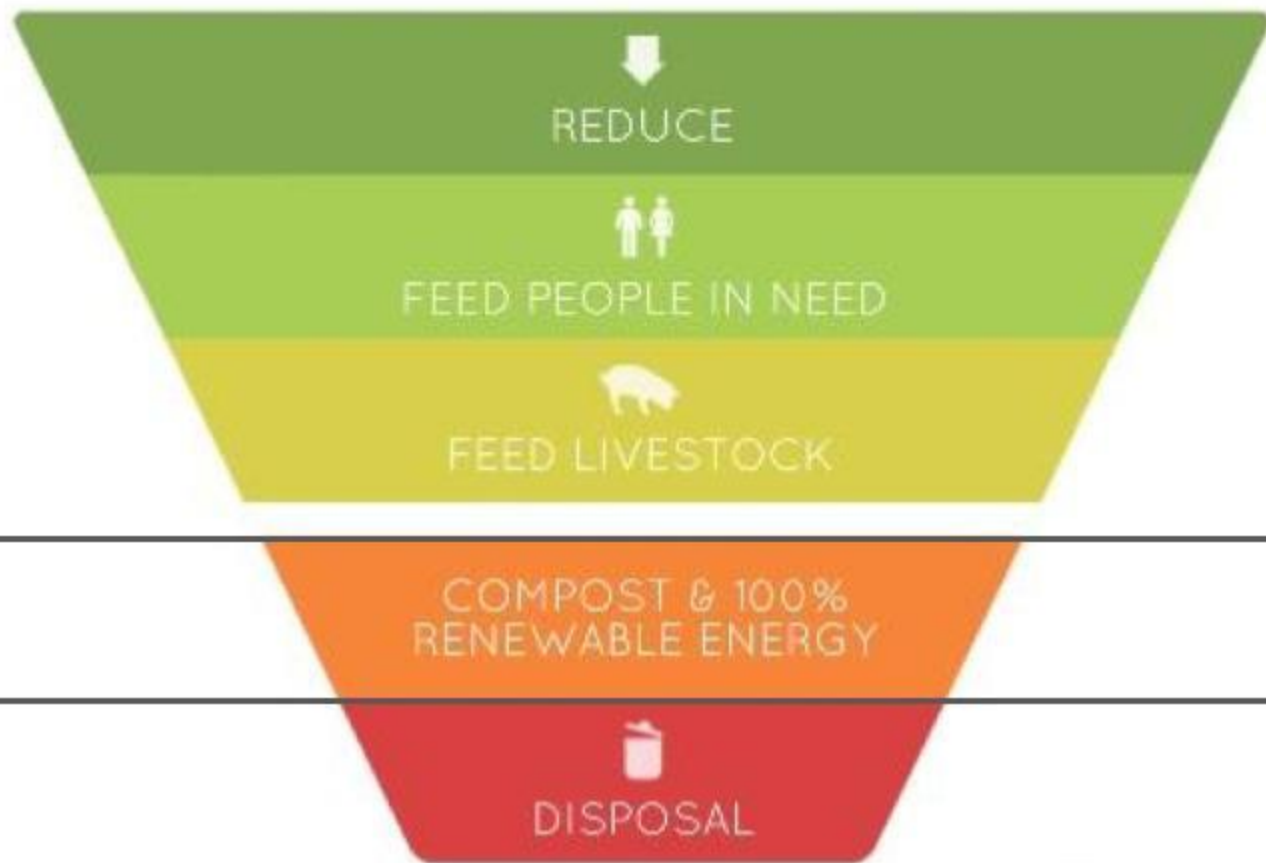 REDUCE
FEED PEOPLE IN NEED
FEED LIVESTOCK
COMPOST & 100%
RENEWABLE ENERGY
DISPOSAL